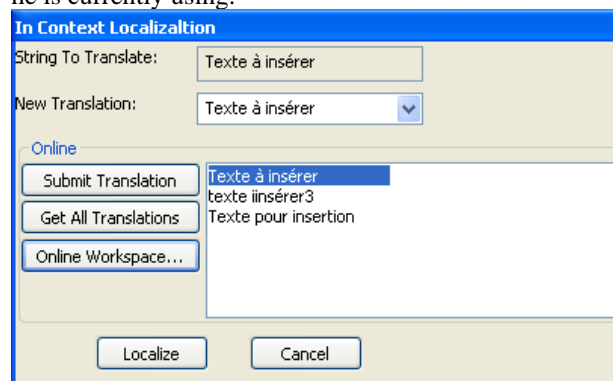 he is currently using.
In Context Localizaltion
String To Translate: Texte à insérer
New Translation: Texte à insérer
Online
Submit Translation
Get All Translations
Online Workspace...
Texte à insérer
texte iinsérer3
Texte pour insertion
Localize Cancel